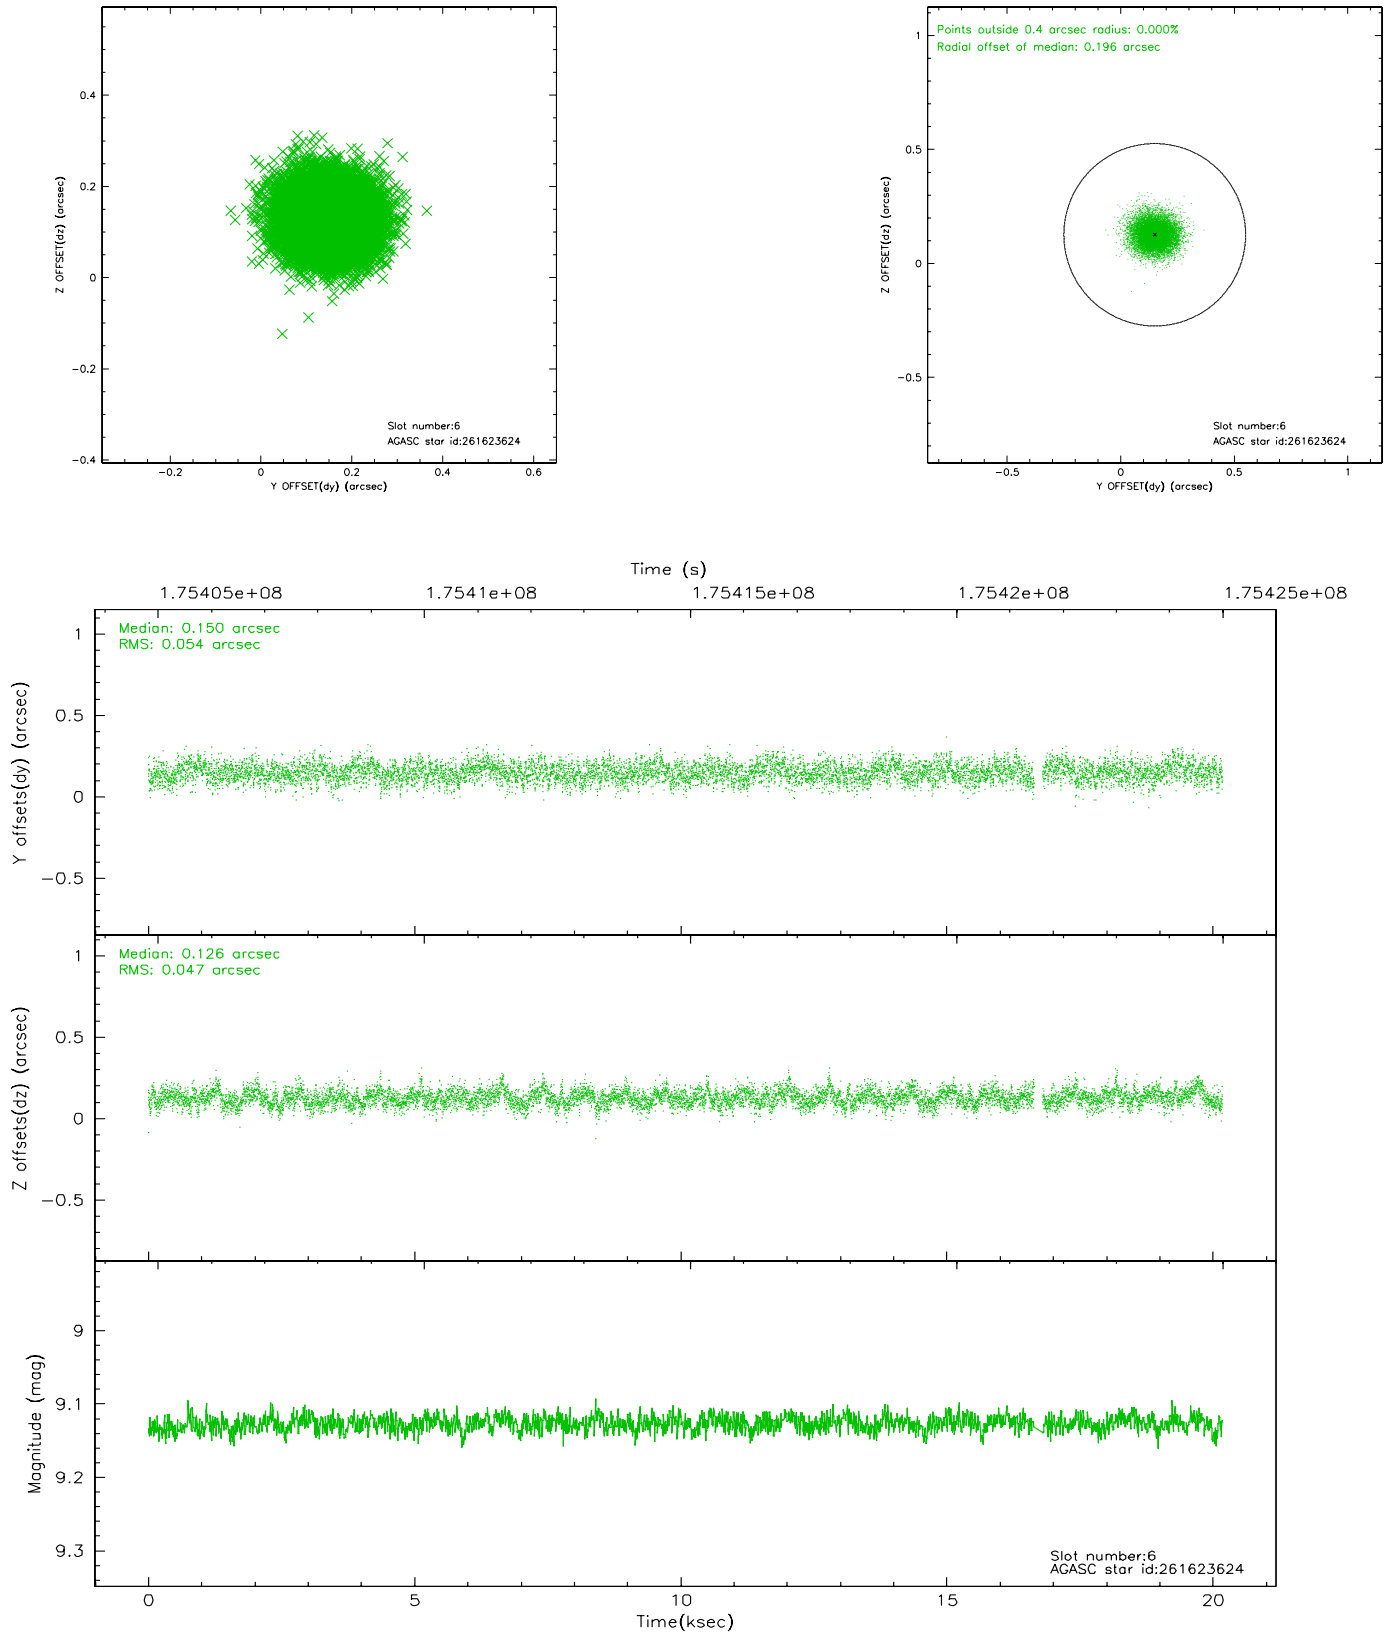 0.4
0.2
0
−0.2
−0.4
Z OFFSET(dz) (arcsec)
Slot number:6
AGASC star id:261623624
−0.2 0 0.2 0.4 0.6
Y OFFSET(dy) (arcsec)
Points outside 0.4 arcsec radius: 0.000%
Radial offset of median: 0.196 arcsec
1
0.5
0
−0.5
Z OFFSET(dz) (arcsec)
Slot number:6
AGASC star id:261623624
−0.5 0 0.5 1
Y OFFSET(dy) (arcsec)
Time (s)
1.75405e+08 1.7541e+08 1.75415e+08 1.7542e+08 1.75425e+08
Median: 0.150 arcsec
RMS: 0.054 arcsec
1
0.5
0
−0.5
Y offsets(dy) (arcsec)
Median: 0.126 arcsec
RMS: 0.047 arcsec
1
0.5
0
−0.5
Z offsets(dz) (arcsec)
9
9.1
9.2
9.3
Magnitude (mag)
Slot number:6
AGASC star id:261623624
0 5 10 15 20
Time(ksec)